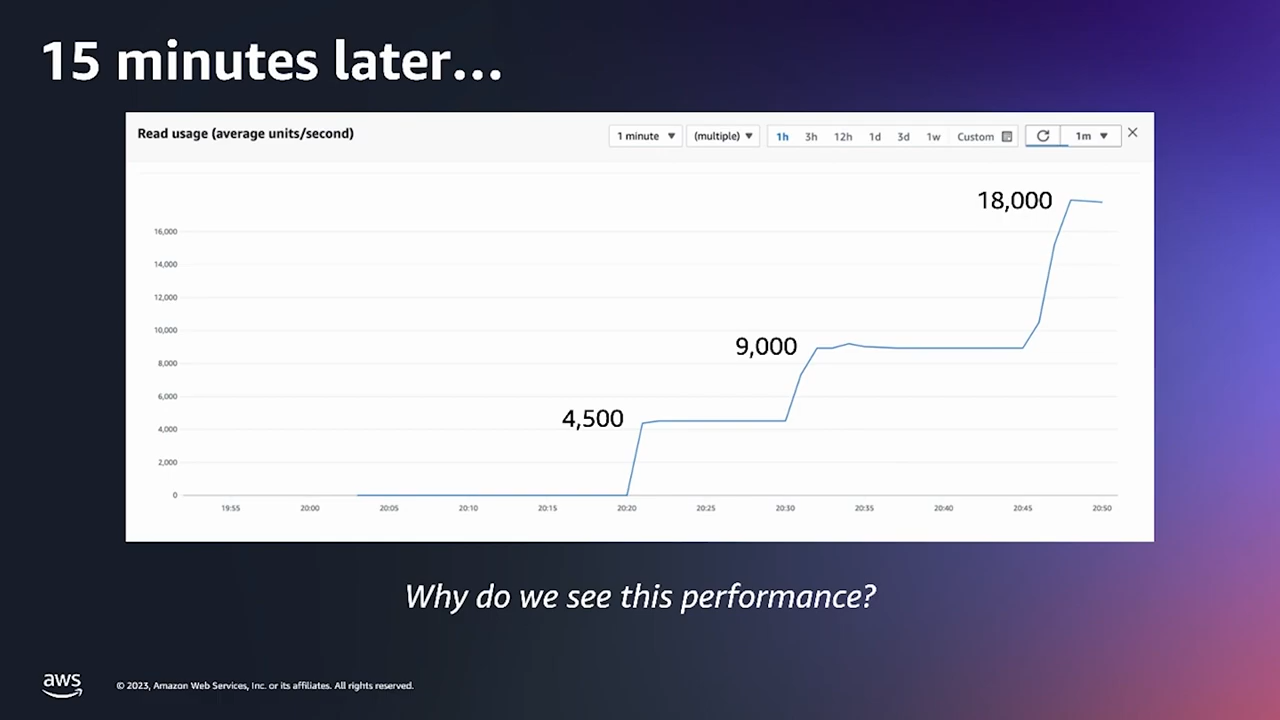 15 minutes later...
Read usage (average units/second)
1 minute
(multiple)
1h
3h
12h
1d
3d
1w
Custom
1m
18,000
16,000
14,000
12,000
10,000
9,000
8,000
6,000
4,500
4,000
2,000
0
19:55
20:00
20:05
20:10
20:15
20:20
20:25
20:30
20:35
20:40
20:45
20:50
Why do we see this performance?
aws
© 2023, Amazon Web Services, Inc. or its affiliates. All rights reserved.